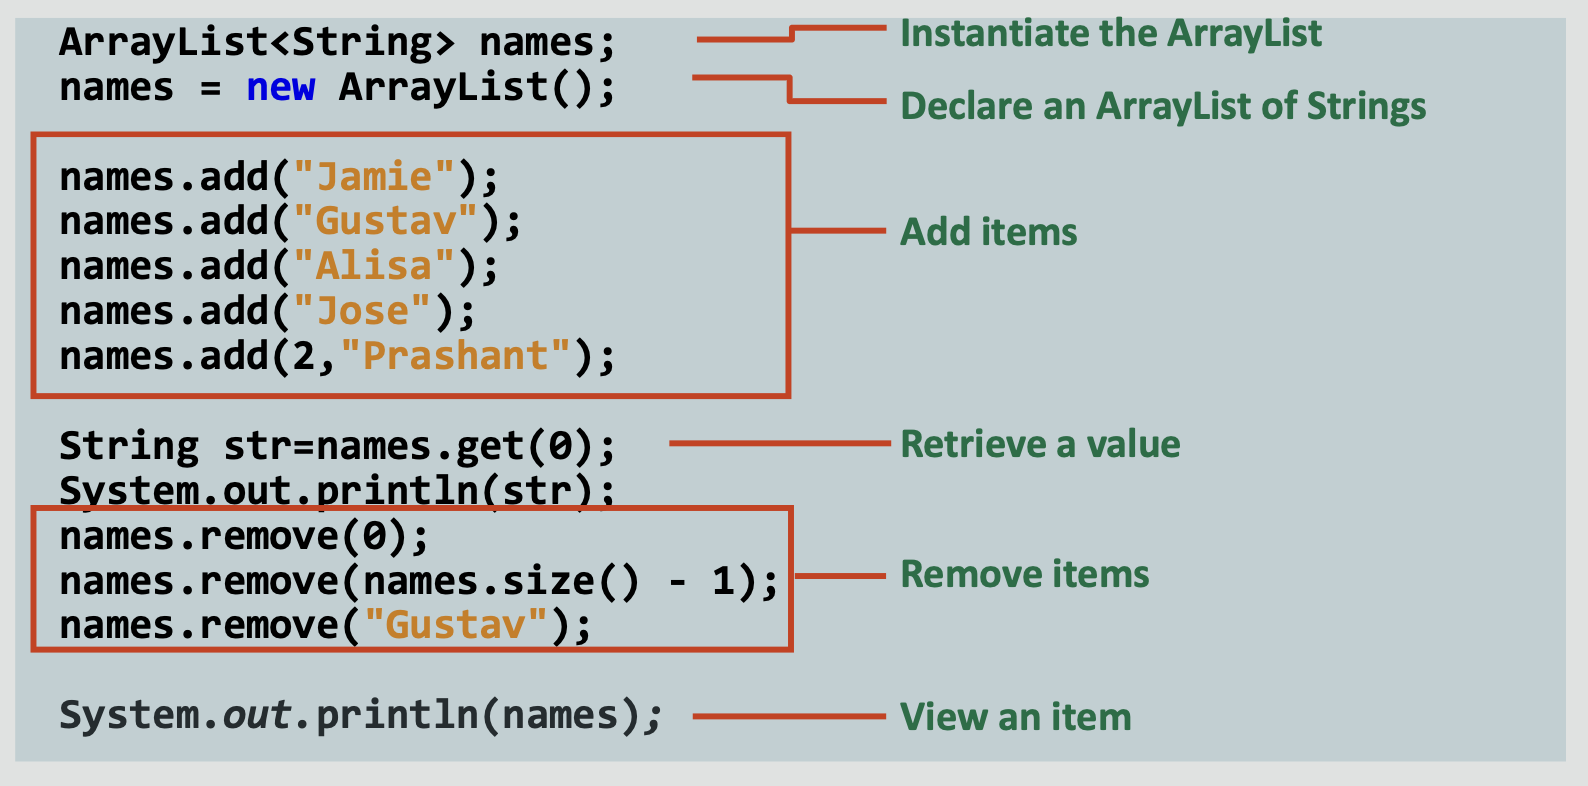 ArrayList<String> names; Instantiate the ArrayList
names = new ArrayList(); Declare an ArrayList of Strings
names.add("Jamie");
names.add("Gustav"); Add items
names.add("Alisa");
names.add("Jose");
names.add(2,"Prashant");
String str=names.get(0); Retrieve a value
System.out.println(str);
names.remove(0);
names.remove(names.size() - 1); Remove items
names.remove("Gustav");
System.out.println(names); View an item